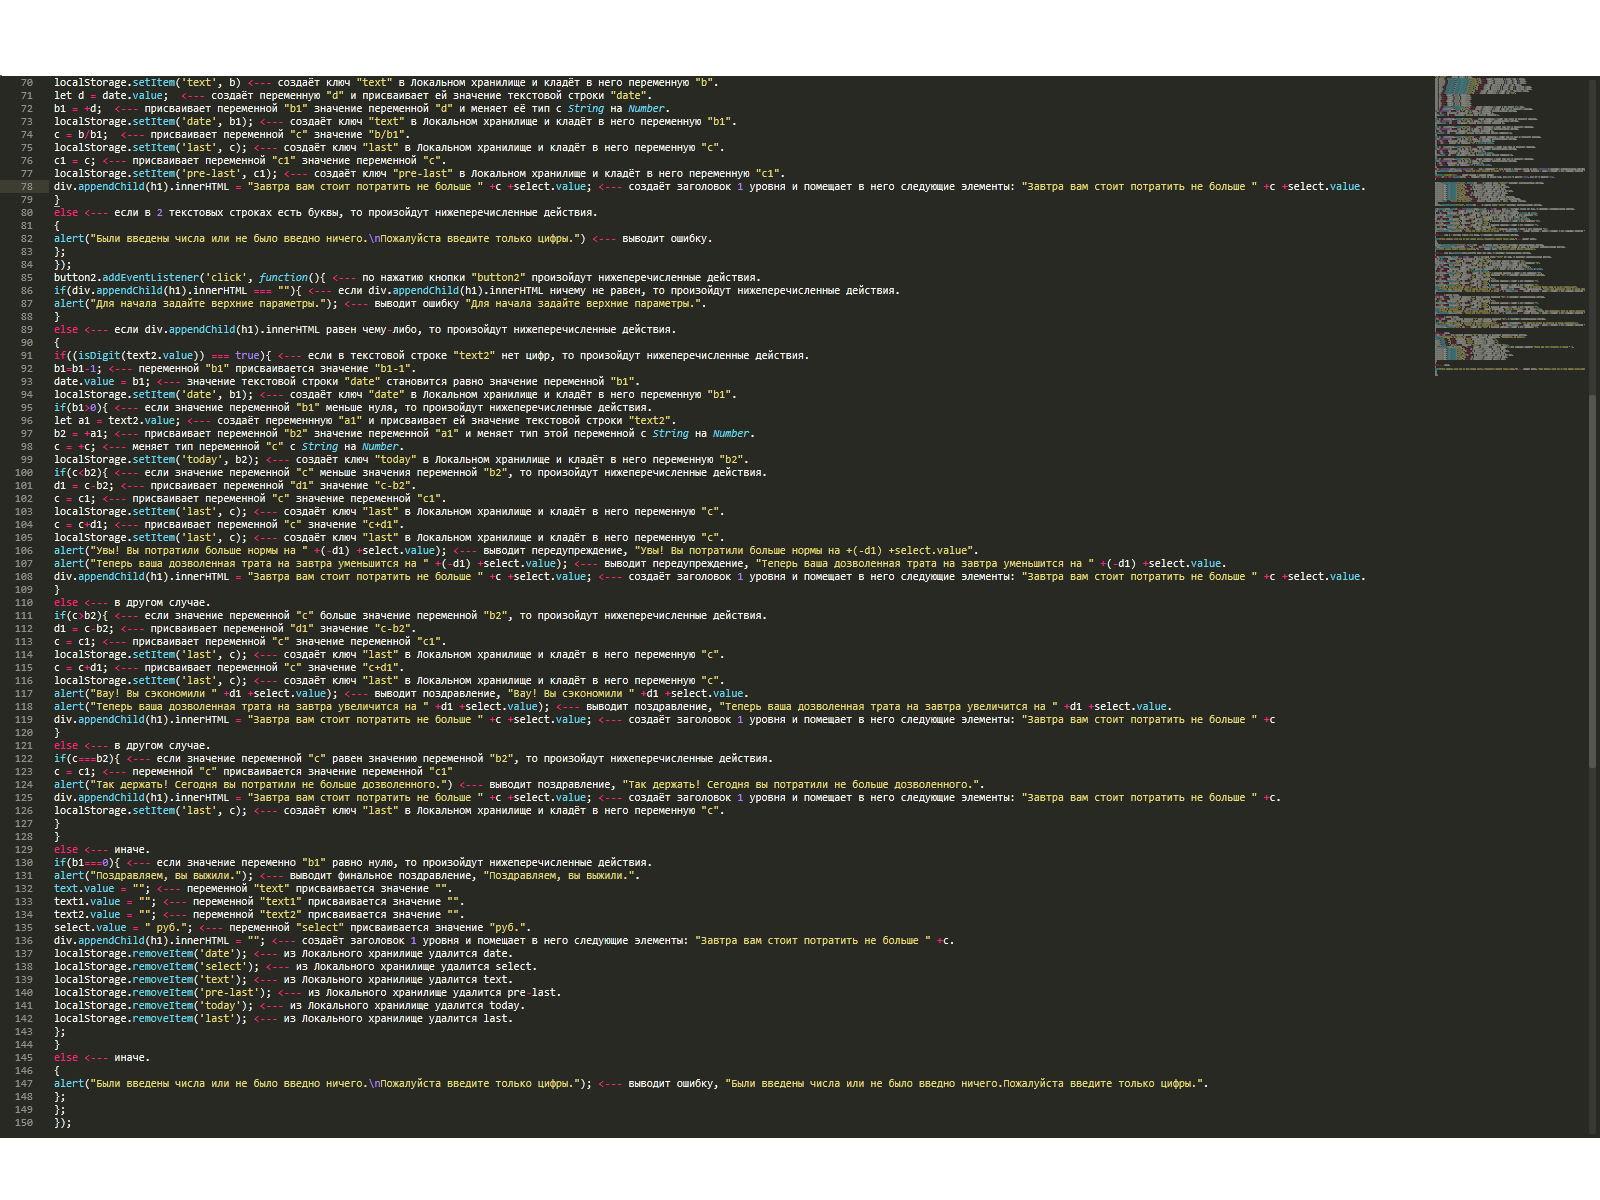 70 localStorage.setItem('text', b) <--- создаёт ключ "text" в Локальном хранилище и кладёт в него переменную "b".
71 let d = date.value;  <--- создаёт переменную "d" и присваивает ей значение текстовой строки "date".
72 b1 = +d;  <--- присваивает переменной "b1" значение переменной "d" и меняет её тип с String на Number.
73 localStorage.setItem('date', b1); <--- создаёт ключ "text" в Локальном хранилище и кладёт в него переменную "b1".
74 c = b/b1;  <--- присваивает переменной "c" значение "b/b1".
75 localStorage.setItem('last', c); <--- создаёт ключ "last" в Локальном хранилище и кладёт в него переменную "c".
76 c1 = c; <--- присваивает переменной "c1" значение переменной "c".
77 localStorage.setItem('pre-last', c1); <--- создаёт ключ "pre-last" в Локальном хранилище и кладёт в него переменную "c1".
78 div.appendChild(h1).innerHTML = "Завтра вам стоит потратить не больше " +c +select.value; <--- создаёт заголовок 1 уровня и помещает в него следующие элементы: "Завтра вам стоит потратить не больше " +c +select.value.
79 }
80 else <--- если в 2 текстовых строках есть буквы, то произойдут нижеперечисленные действия.
81 {
82 alert("Были введены числа или не было введно ничего.\nПожалуйста введите только цифры.") <--- выводит ошибку.
83 };
84 });
85 button2.addEventListener('click', function(){ <--- по нажатию кнопки "button2" произойдут нижеперечисленные действия.
86 if(div.appendChild(h1).innerHTML === ""){ <--- если div.appendChild(h1).innerHTML ничему не равен, то произойдут нижеперечисленные действия.
87 alert("Для начала задайте верхние параметры."); <--- выводит ошибку "Для начала задайте верхние параметры.".
88 }
89 else <--- если div.appendChild(h1).innerHTML равен чему-либо, то произойдут нижеперечисленные действия.
90 {
91 if((isDigit(text2.value)) === true){ <--- если в текстовой строке "text2" нет цифр, то произойдут нижеперечисленные действия.
92 b1=b1-1; <--- переменной "b1" присваивается значение "b1-1".
93 date.value = b1; <--- значение текстовой строки "date" становится равно значение переменной "b1".
94 localStorage.setItem('date', b1); <--- создаёт ключ "date" в Локальном хранилище и кладёт в него переменную "b1".
95 if(b1>0){ <--- если значение переменной "b1" меньше нуля, то произойдут нижеперечисленные действия.
96 let a1 = text2.value; <--- создаёт переменнную "a1" и присваивает ей значение текстовой строки "text2".
97 b2 = +a1; <--- присваивает переменной "b2" значение переменной "a1" и меняет тип этой переменной с String на Number.
98 c = +c; <--- меняет тип переменной "c" с String на Number.
99 localStorage.setItem('today', b2); <--- создаёт ключ "today" в Локальном хранилище и кладёт в него переменную "b2".
100 if(c<b2){ <--- если значение переменной "c" меньше значения переменной "b2", то произойдут нижеперечисленные действия.
101 d1 = c-b2; <--- присваивает переменной "d1" значение "c-b2".
102 c = c1; <--- присваивает переменной "c" значение переменной "c1".
103 localStorage.setItem('last', c); <--- создаёт ключ "last" в Локальном хранилище и кладёт в него переменную "c".
104 c = c+d1; <--- присваивает переменной "c" значение "c+d1".
105 localStorage.setItem('last', c); <--- создаёт ключ "last" в Локальном хранилище и кладёт в него переменную "c".
106 alert("Увы! Вы потратили больше нормы на " +(-d1) +select.value); <--- выводит передупреждение, "Увы! Вы потратили больше нормы на +(-d1) +select.value".
107 alert("Теперь ваша дозволенная трата на завтра уменьшится на " +(-d1) +select.value); <--- выводит передупреждение, "Теперь ваша дозволенная трата на завтра уменьшится на " +(-d1) +select.value.
108 div.appendChild(h1).innerHTML = "Завтра вам стоит потратить не больше " +c +select.value; <--- создаёт заголовок 1 уровня и помещает в него следующие элементы: "Завтра вам стоит потратить не больше " +c +select.value.
109 }
110 else <--- в другом случае.
111 if(c>b2){ <--- если значение переменной "c" больше значение переменной "b2", то произойдут нижеперечисленные действия.
112 d1 = c-b2; <--- присваивает переменной "d1" значение "c-b2".
113 c = c1; <--- присваивает переменной "c" значение переменной "c1".
114 localStorage.setItem('last', c); <--- создаёт ключ "last" в Локальном хранилище и кладёт в него переменную "c".
115 c = c+d1; <--- присваивает переменной "c" значение "c+d1".
116 localStorage.setItem('last', c); <--- создаёт ключ "last" в Локальном хранилище и кладёт в него переменную "c".
117 alert("Вау! Вы сэкономили " +d1 +select.value); <--- выводит поздравление, "Вау! Вы сэкономили " +d1 +select.value.
118 alert("Теперь ваша дозволенная трата на завтра увеличится на " +d1 +select.value); <--- выводит поздравление, "Теперь ваша дозволенная трата на завтра увеличится на " +d1 +select.value.
119 div.appendChild(h1).innerHTML = "Завтра вам стоит потратить не больше " +c +select.value; <--- создаёт заголовок 1 уровня и помещает в него следующие элементы: "Завтра вам стоит потратить не больше " +c
120 }
121 else <--- в другом случае.
122 if(c===b2){ <--- если значение переменной "c" равен значению переменной "b2", то произойдут нижеперечисленные действия.
123 c = c1; <--- переменной "c" присваивается значение переменной "c1"
124 alert("Так держать! Сегодня вы потратили не больше дозволенного.") <--- выводит поздравление, "Так держать! Сегодня вы потратили не больше дозволенного.".
125 div.appendChild(h1).innerHTML = "Завтра вам стоит потратить не больше " +c +select.value; <--- создаёт заголовок 1 уровня и помещает в него следующие элементы: "Завтра вам стоит потратить не больше " +c.
126 localStorage.setItem('last', c); <--- создаёт ключ "last" в Локальном хранилище и кладёт в него переменную "c".
127 }
128 }
129 else <--- иначе.
130 if(b1===0){ <--- если значение переменно "b1" равно нулю, то произойдут нижеперечисленные действия.
131 alert("Поздравляем, вы выжили."); <--- выводит финальное поздравление, "Поздравляем, вы выжили.".
132 text.value = ""; <--- переменной "text" присваивается значение "".
133 text1.value = ""; <--- переменной "text1" присваивается значение "".
134 text2.value = ""; <--- переменной "text2" присваивается значение "".
135 select.value = " руб."; <--- переменной "select" присваивается значение "руб.".
136 div.appendChild(h1).innerHTML = ""; <--- создаёт заголовок 1 уровня и помещает в него следующие элементы: "Завтра вам стоит потратить не больше " +c.
137 localStorage.removeItem('date'); <--- из Локального хранилище удалится date.
138 localStorage.removeItem('select'); <--- из Локального хранилище удалится select.
139 localStorage.removeItem('text'); <--- из Локального хранилище удалится text.
140 localStorage.removeItem('pre-last'); <--- из Локального хранилище удалится pre-last.
141 localStorage.removeItem('today'); <--- из Локального хранилище удалится today.
142 localStorage.removeItem('last'); <--- из Локального хранилище удалится last.
143 };
144 }
145 else <--- иначе.
146 {
147 alert("Были введены числа или не было введно ничего.\nПожалуйста введите только цифры."); <--- выводит ошибку, "Были введены числа или не было введно ничего.Пожалуйста введите только цифры.".
148 };
149 };
150 });